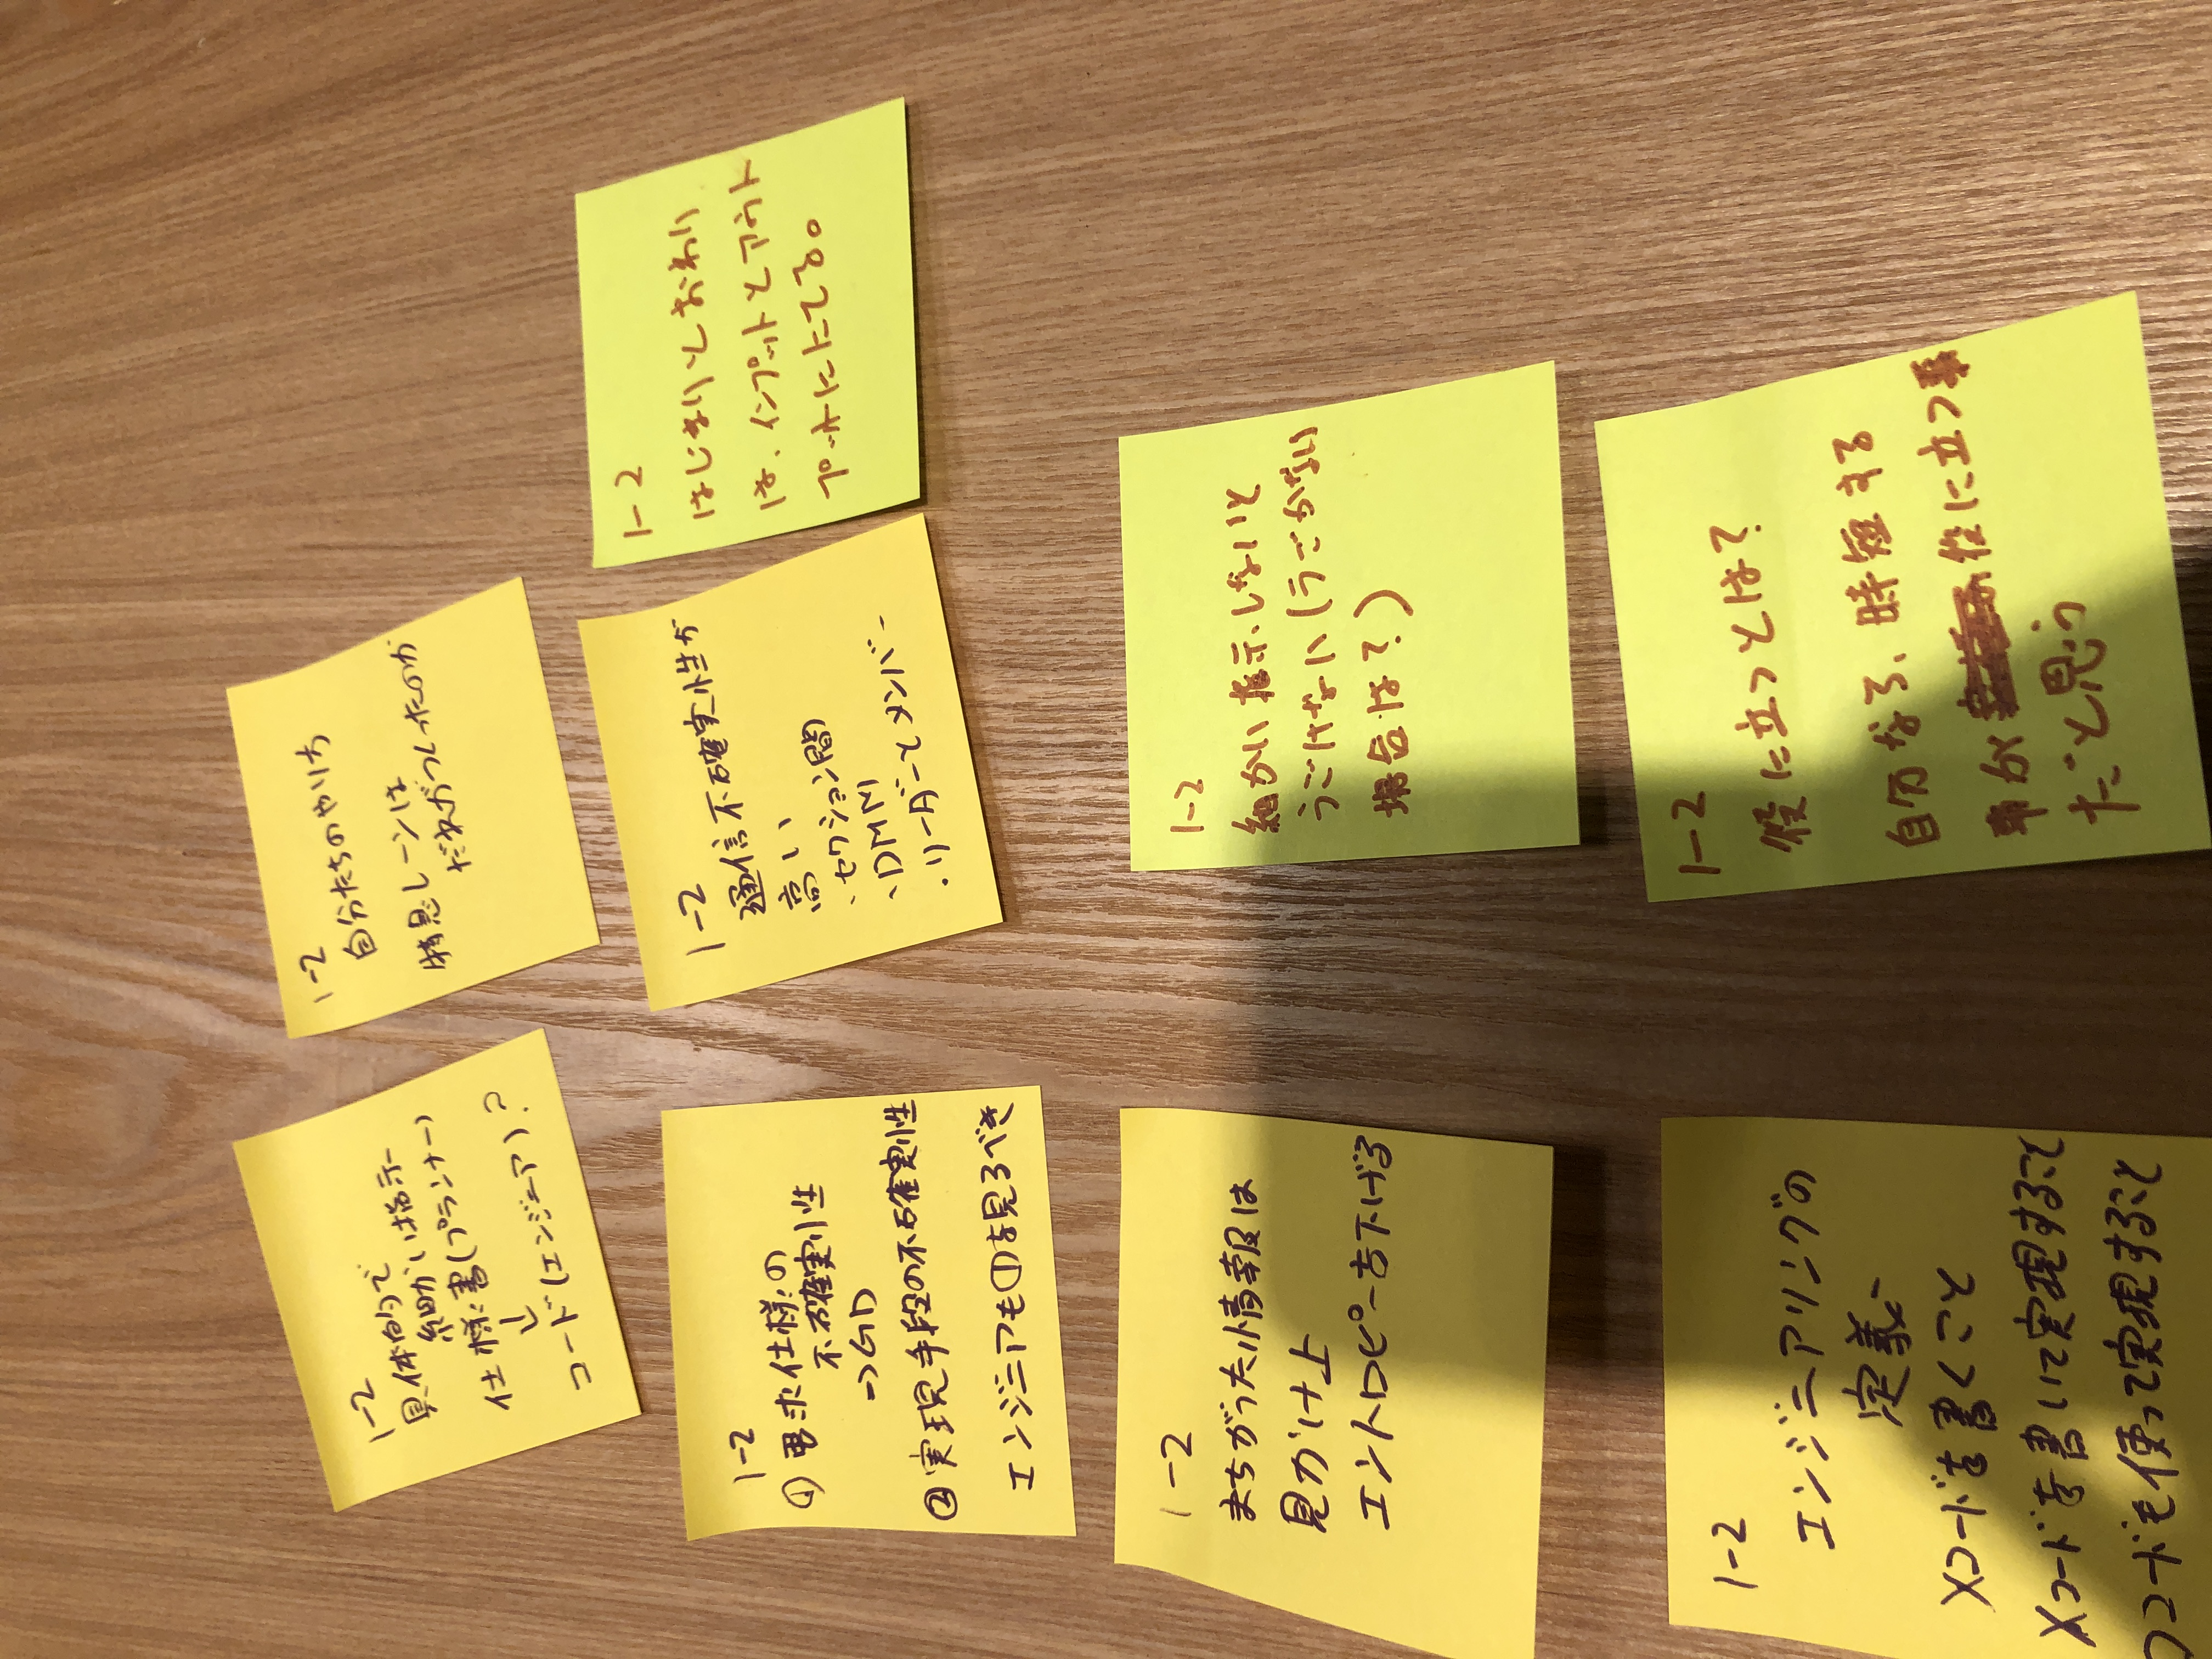 1-2
具体的で
細かい指示
仕様書(プランナー)
コード(エンジニア)?
1-2
自分たちのやり方
勝負レーンは
だれがつくったのか
1-2
①要求仕様の
不確実性
→GD
②実現手段の不確実性
エンジニアも①を見るべき
1-2
通信不確実性が
高い
・セクション間
・DMM
・リーダーとメンバー
1-2
はじまりとおわり
は、インプットとアウト
プットににてる。
1-2
まちがった情報は
見かけ上
エントロピーを下げる
1-2
細かい指示しないと
うごけない(うごかない
場合は?)
1-2
エンジニアリングの
定義
×コードを書くこと
×コードを書いて実現すること
コードも使って実現すること
1-2
役に立つとは?
自分なら、時短する
事が役に立つ事
だと思う